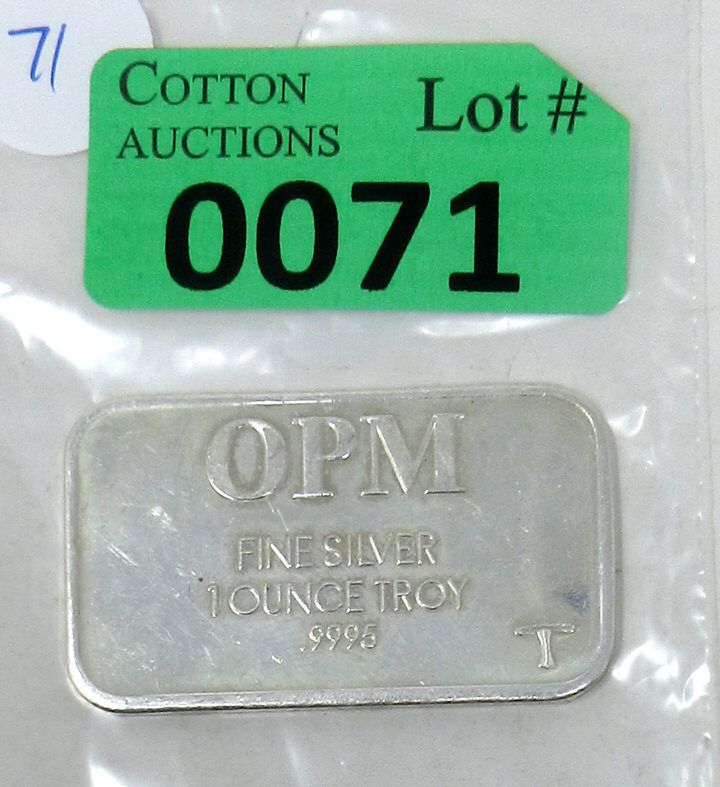 71
COTTON
AUCTIONS
Lot #
0071
OPM
FINE SILVER
1 OUNCE TROY
.9995
T